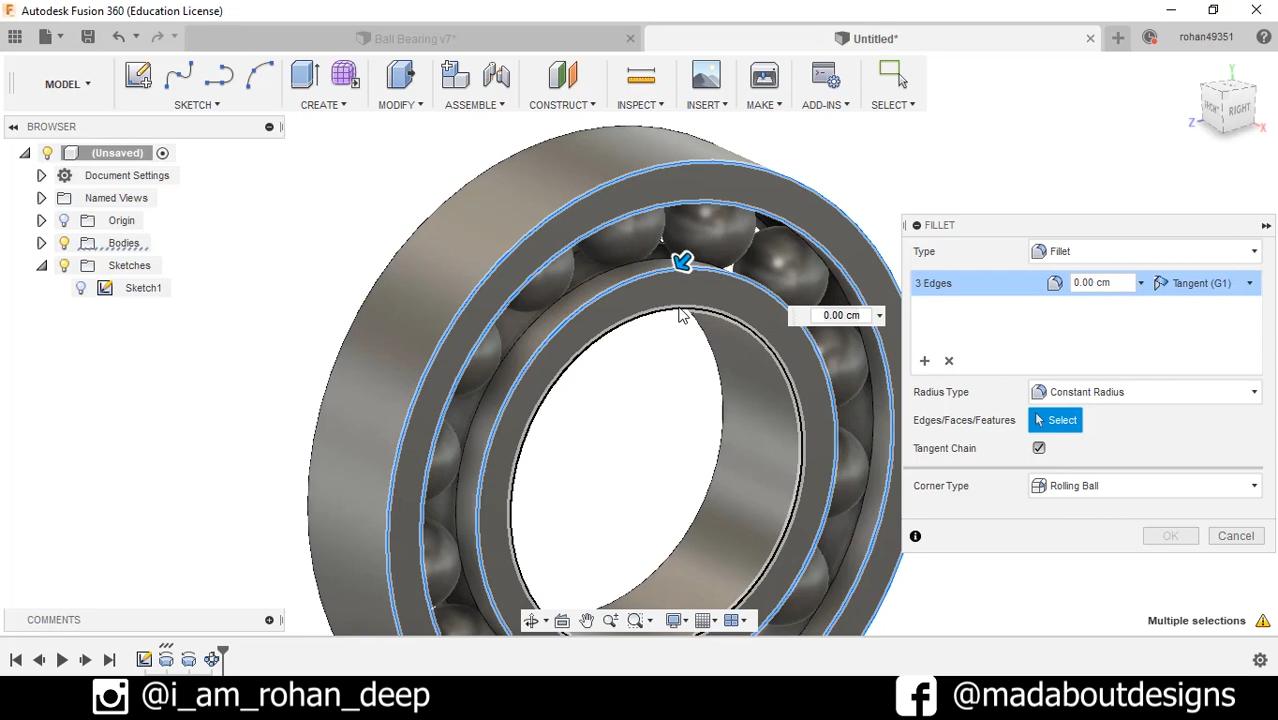 Autodesk Fusion 360 (Education License)
Ball Bearing v7*
Untitled*
rohan49351
MODEL
SKETCH
CREATE
MODIFY
ASSEMBLE
CONSTRUCT
INSPECT
INSERT
MAKE
ADD-INS
SELECT
BROWSER
(Unsaved)
Document Settings
Named Views
Origin
Bodies
Sketches
Sketch1
Y
Z
X
RIGHT
FILLET
Type Fillet
3 Edges 0.00 cm Tangent (G1)
0.00 cm
Radius Type Constant Radius
Edges/Faces/Features Select
Tangent Chain
Corner Type Rolling Ball
OK Cancel
COMMENTS
Multiple selections
@i_am_rohan_deep
@madaboutdesigns